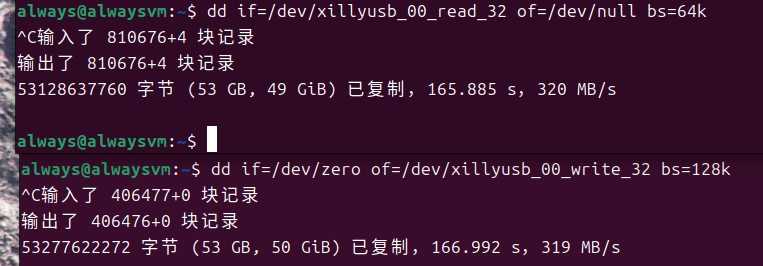 always@alwaysvm:~$ dd if=/dev/xillyusb_00_read_32 of=/dev/null bs=64k
^C输入了 810676+4 块记录
输出了 810676+4 块记录
53128637760 字节 (53 GB, 49 GiB) 已复制，165.885 s，320 MB/s
always@alwaysvm:~$
always@alwaysvm:~$ dd if=/dev/zero of=/dev/xillyusb_00_write_32 bs=128k
^C输入了 406477+0 块记录
输出了 406476+0 块记录
53277622272 字节 (53 GB, 50 GiB) 已复制，166.992 s，319 MB/s